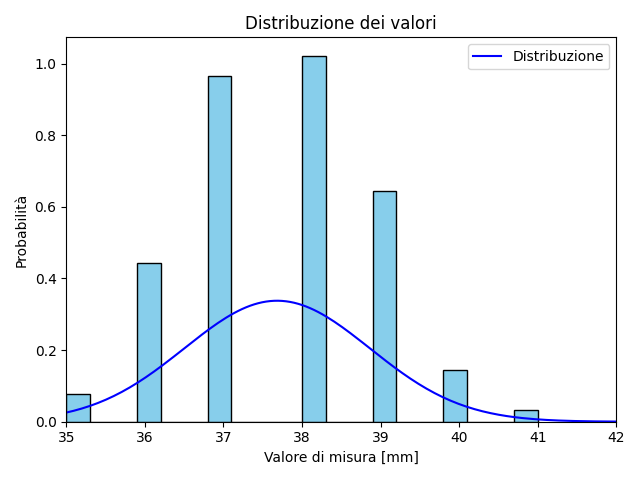 Distribuzione dei valori
Distribuzione
1.0
0.8
0.6
0.4
0.2
0.0
Probabilità
35 36 37 38 39 40 41 42
Valore di misura [mm]